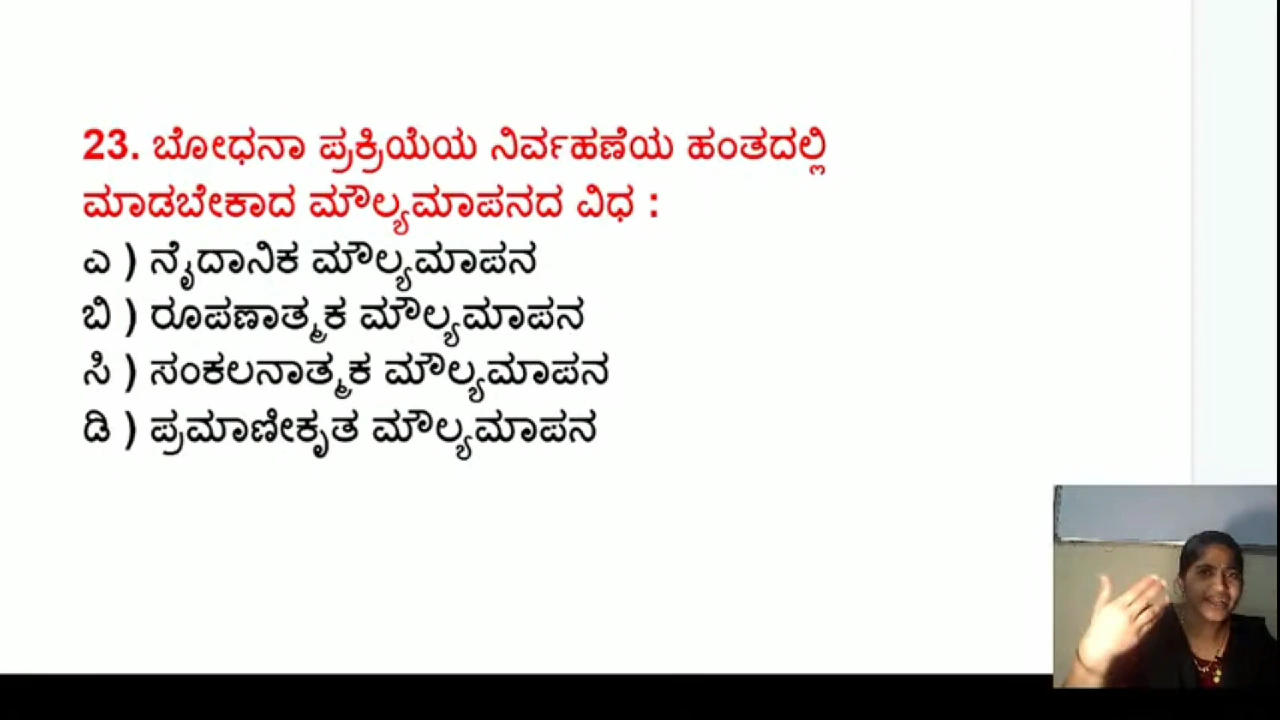 23. ಬೋಧನಾ ಪ್ರಕ್ರಿಯೆಯ ನಿರ್ವಹಣೆಯ ಹಂತದಲ್ಲಿ
ಮಾಡಬೇಕಾದ ಮೌಲ್ಯಮಾಪನದ ವಿಧ :
ಎ ) ನೈದಾನಿಕ ಮೌಲ್ಯಮಾಪನ
ಬಿ ) ರೂಪಣಾತ್ಮಕ ಮೌಲ್ಯಮಾಪನ
ಸಿ ) ಸಂಕಲನಾತ್ಮಕ ಮೌಲ್ಯಮಾಪನ
ಡಿ ) ಪ್ರಮಾಣೀಕೃತ ಮೌಲ್ಯಮಾಪನ